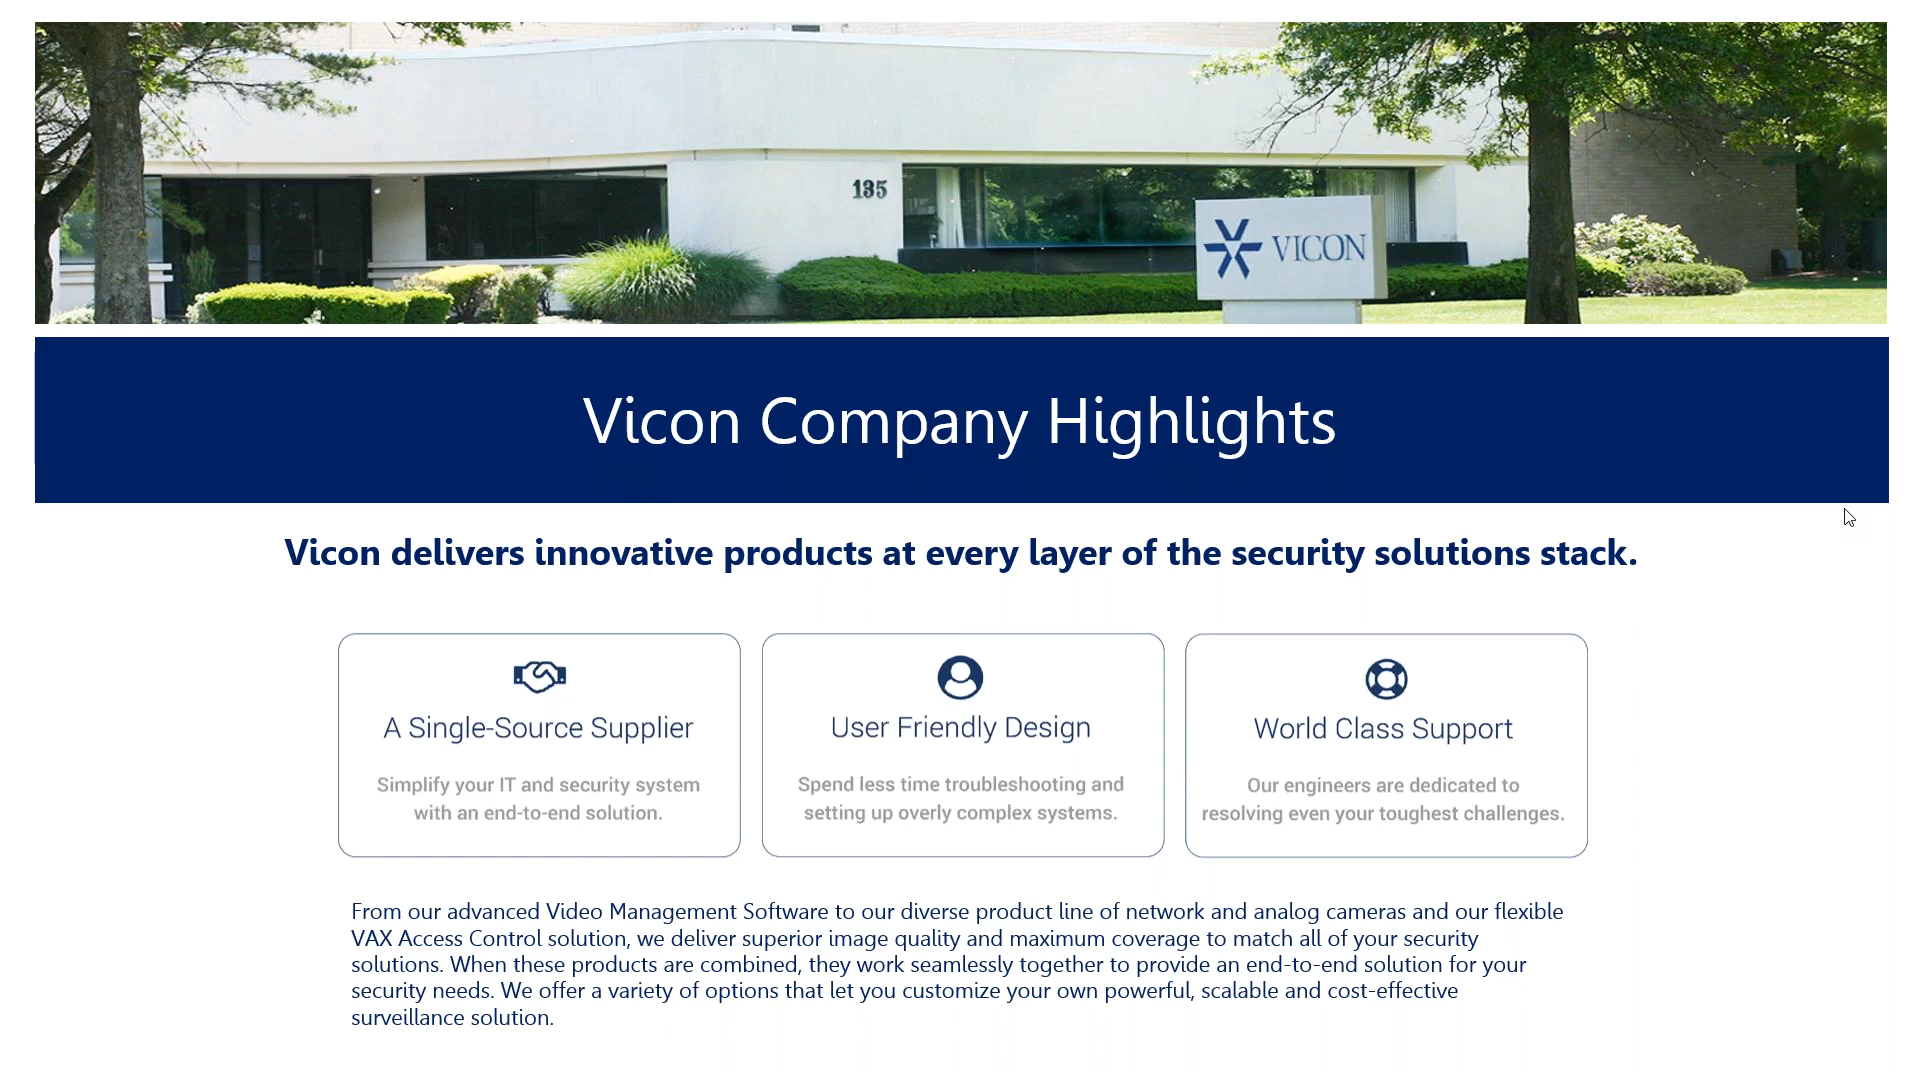 135
VICON
Vicon Company Highlights
Vicon delivers innovative products at every layer of the security solutions stack.
A Single-Source Supplier
Simplify your IT and security system
with an end-to-end solution.
User Friendly Design
Spend less time troubleshooting and
setting up overly complex systems.
World Class Support
Our engineers are dedicated to
resolving even your toughest challenges.
From our advanced Video Management Software to our diverse product line of network and analog cameras and our flexible
VAX Access Control solution, we deliver superior image quality and maximum coverage to match all of your security
solutions. When these products are combined, they work seamlessly together to provide an end-to-end solution for your
security needs. We offer a variety of options that let you customize your own powerful, scalable and cost-effective
surveillance solution.